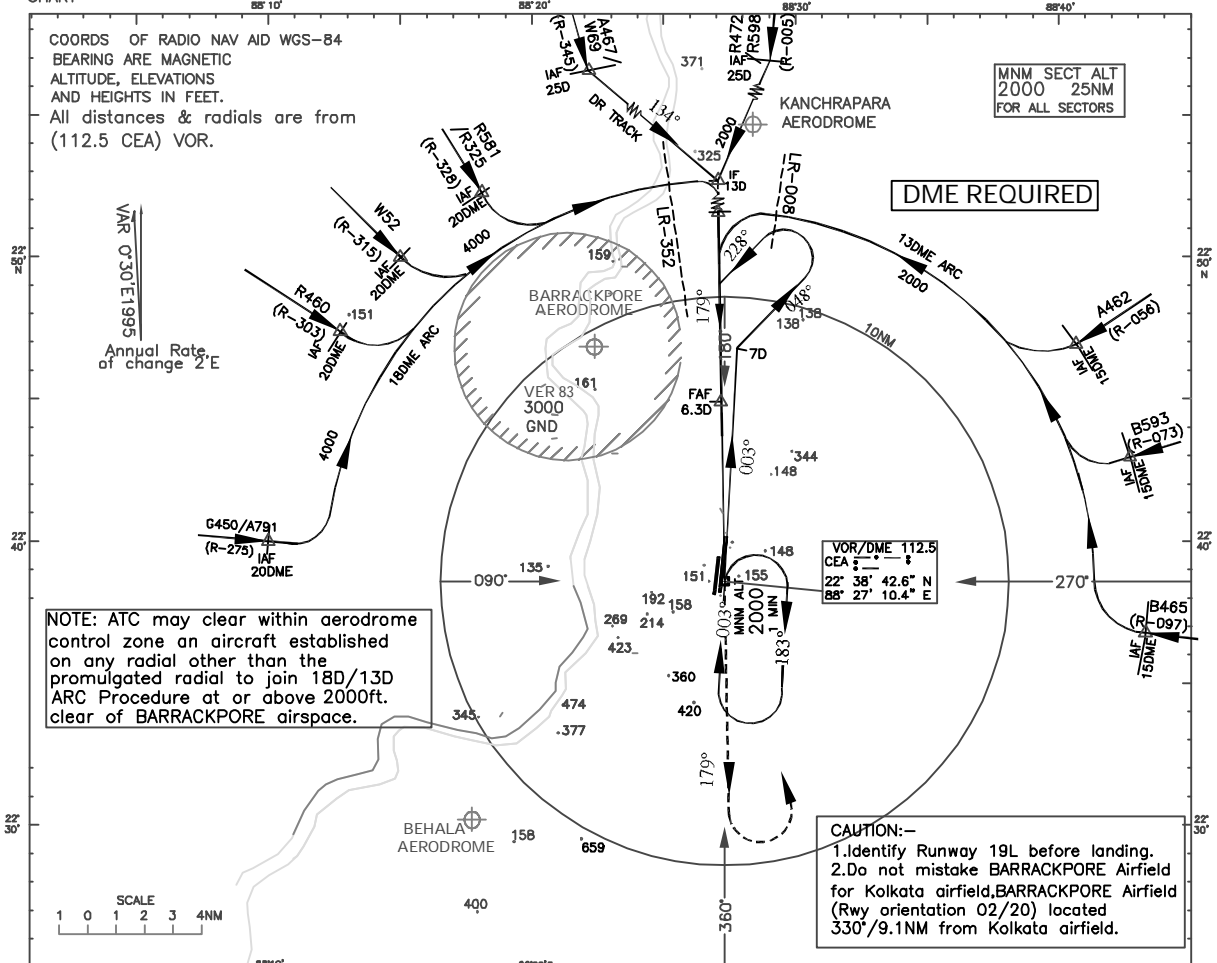 CHART
88°10'
88°20'
88°30'
88°40'
COORDS OF RADIO NAV AID WGS-84
BEARING ARE MAGNETIC
ALTITUDE, ELEVATIONS
AND HEIGHTS IN FEET.
All distances & radials are from
(112.5 CEA) VOR.
A467/
W69
(R-345)
IAF
25D
DR TRACK
134°
371
R472
/R598
(R-005)
IAF
25D
2000
MNM SECT ALT
2000 25NM
FOR ALL SECTORS
KANCHRAPARA
AERODROME
325
IF
13D
DME REQUIRED
R581
/R325
(R-328)
IAF
20DME
W52
(R-315)
IAF
20DME
4000
LR-352
LR-008
228°
048°
179°
13DME ARC
2000
VAR 0°30'E1995
Annual Rate
of change 2'E
22°
50'
N
22°
50'
N
R460
(R-303)
IAF
20DME
151
18DME ARC
159
BARRACKPORE
AERODROME
161
VER 83
3000
GND
138
138
10NM
180°
7D
A462
(R-056)
IAF
15DME
FAF
6.3D
4000
003°
344
148
B593
(R-073)
IAF
15DME
G450/A791
(R-275)
IAF
20DME
22°
40'
22°
40'
148
VOR/DME 112.5
CEA
22° 38' 42.6" N
88° 27' 10.4" E
090°
135
151
155
270°
192
158
269
214
423
003°
MNM ALT
2000
1 MIN
183°
B465
(R-097)
IAF
15DME
NOTE: ATC may clear within aerodrome
control zone an aircraft established
on any radial other than the
promulgated radial to join 18D/13D
ARC Procedure at or above 2000ft.
clear of BARRACKPORE airspace.
360
420
345
474
377
179°
22°
30'
22°
30'
BEHALA
AERODROME
158
659
400
CAUTION:-
1.Identify Runway 19L before landing.
2.Do not mistake BARRACKPORE Airfield
for Kolkata airfield,BARRACKPORE Airfield
(Rwy orientation 02/20) located
330°/9.1NM from Kolkata airfield.
360°
SCALE
1 0 1 2 3 4NM